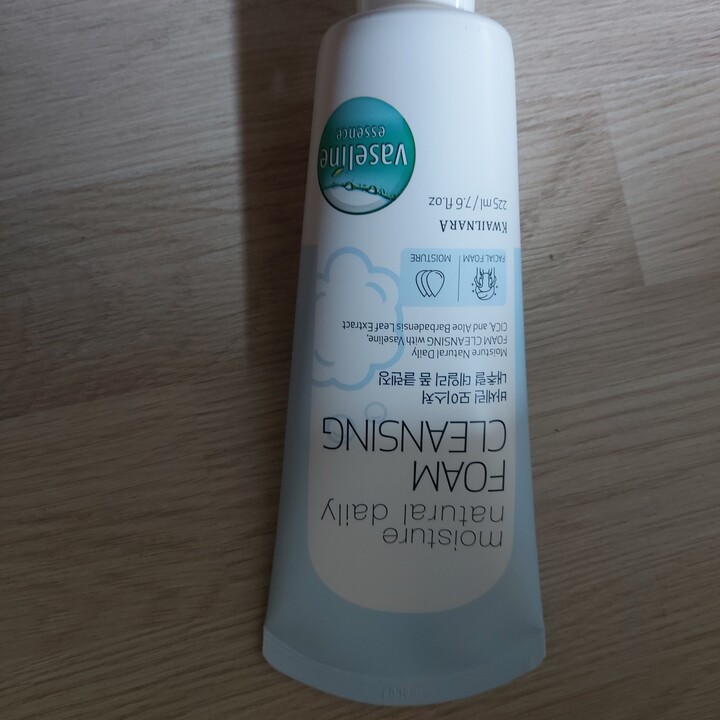 moisture
natural daily
FOAM
CLEANSING
바세린 모이스처
내추럴 데일리 폼 클렌징
Moisture Natural Daily
FOAM CLEANSING with Vaseline,
CICA, and Aloe Barbadensis Leaf Extract
FACIAL FOAM
MOISTURE
KWAILNARA
225ml/7.6fl.oz
vaseline
essence